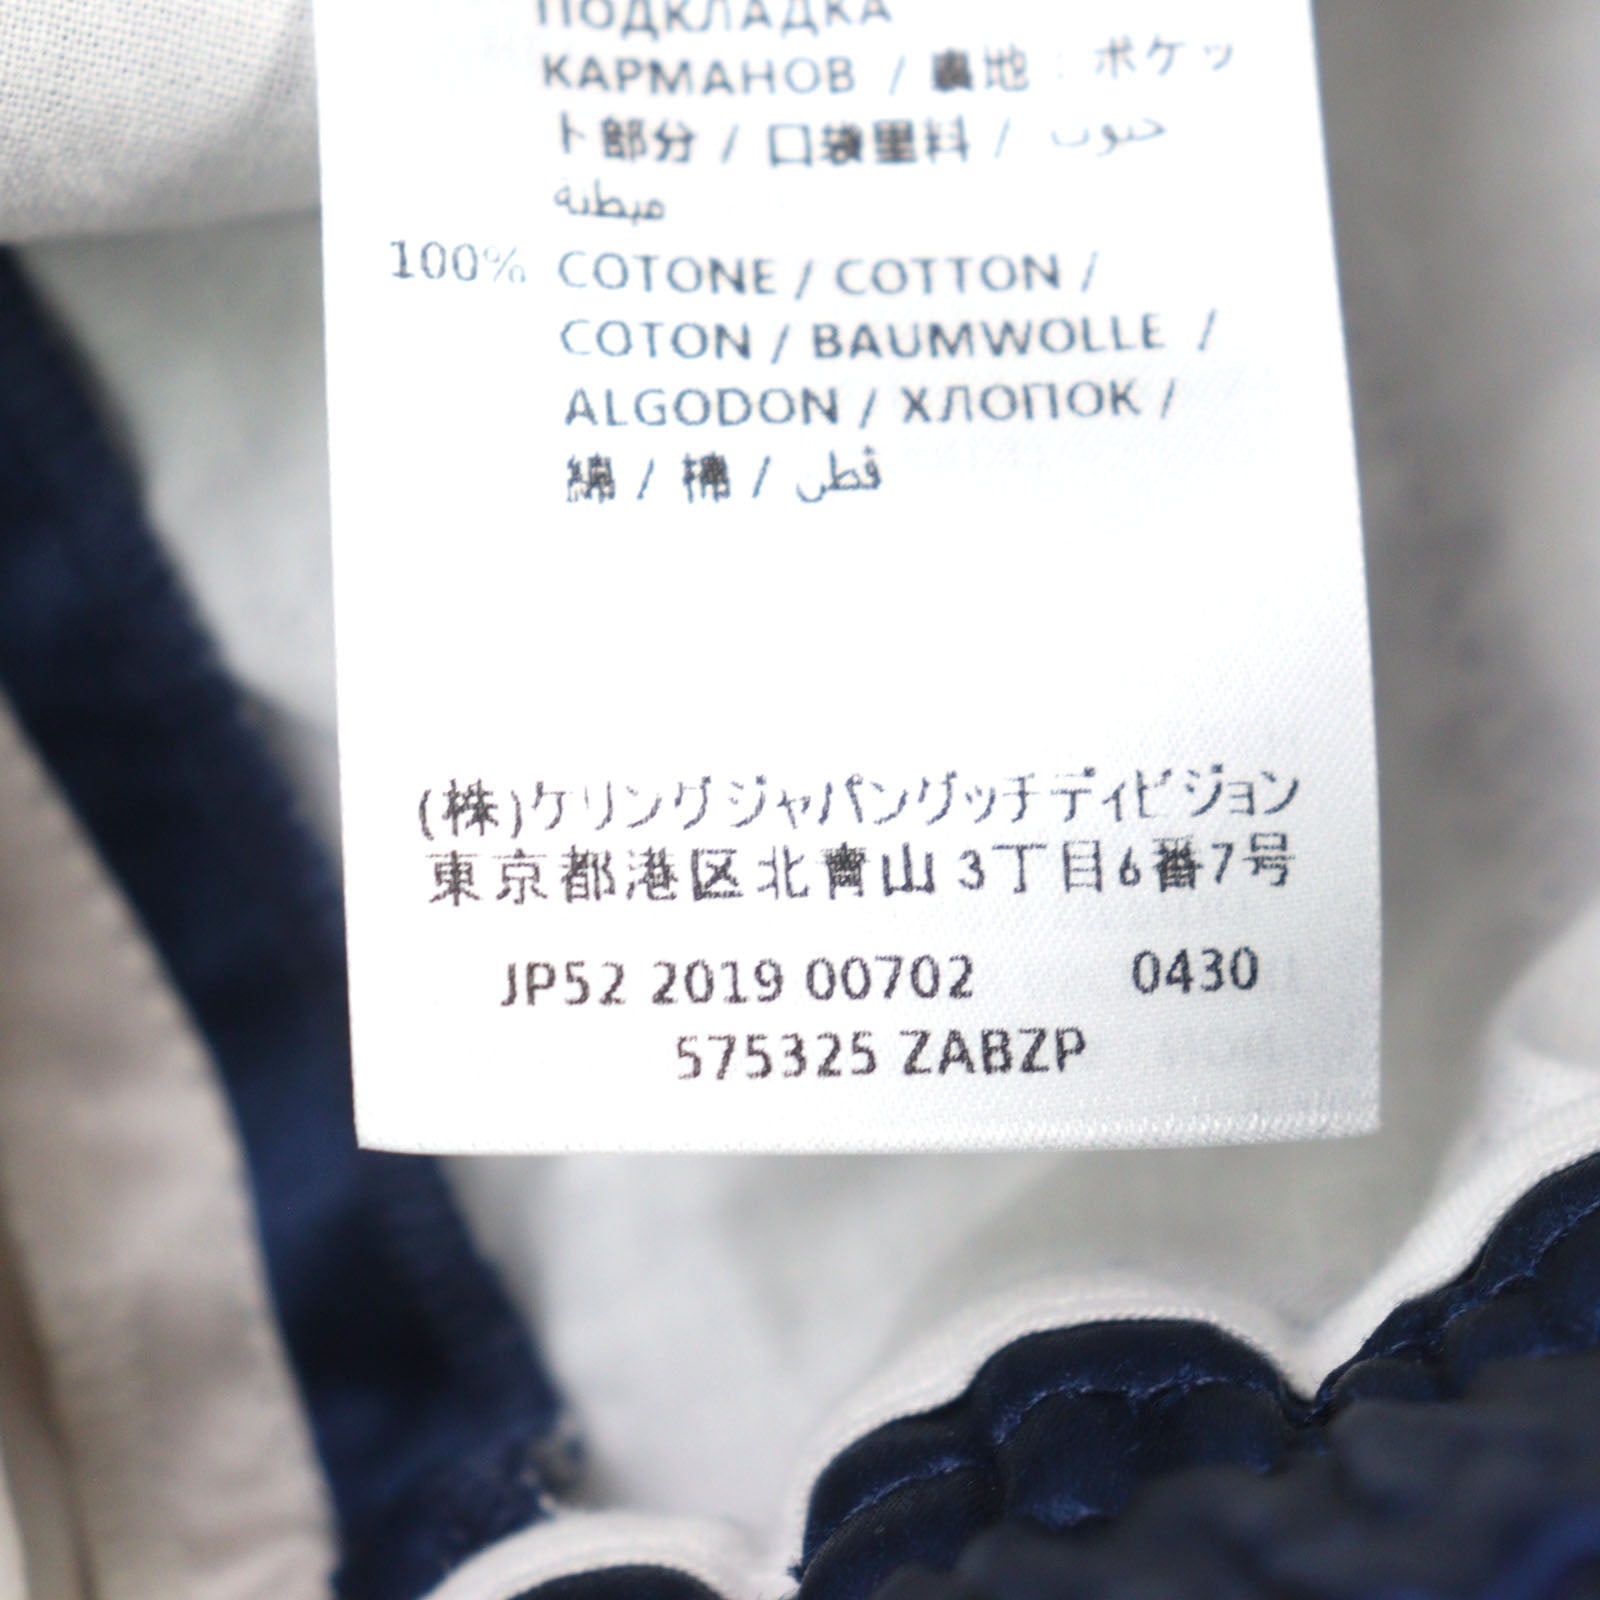 ПОДКЛАДКА
КАРМАНОВ / 裏地 : ポケッ
ト部分 / 口袋里料 / جيوب
مبطنة
100% COTONE / COTTON /
COTON / BAUMWOLLE /
ALGODON / ХЛОПОК /
綿 / 棉 / قطن
(株)ケリングジャパングッチディビジョン
東京都港区北青山3丁目6番7号
JP52 2019 00702 0430
575325 ZABZP